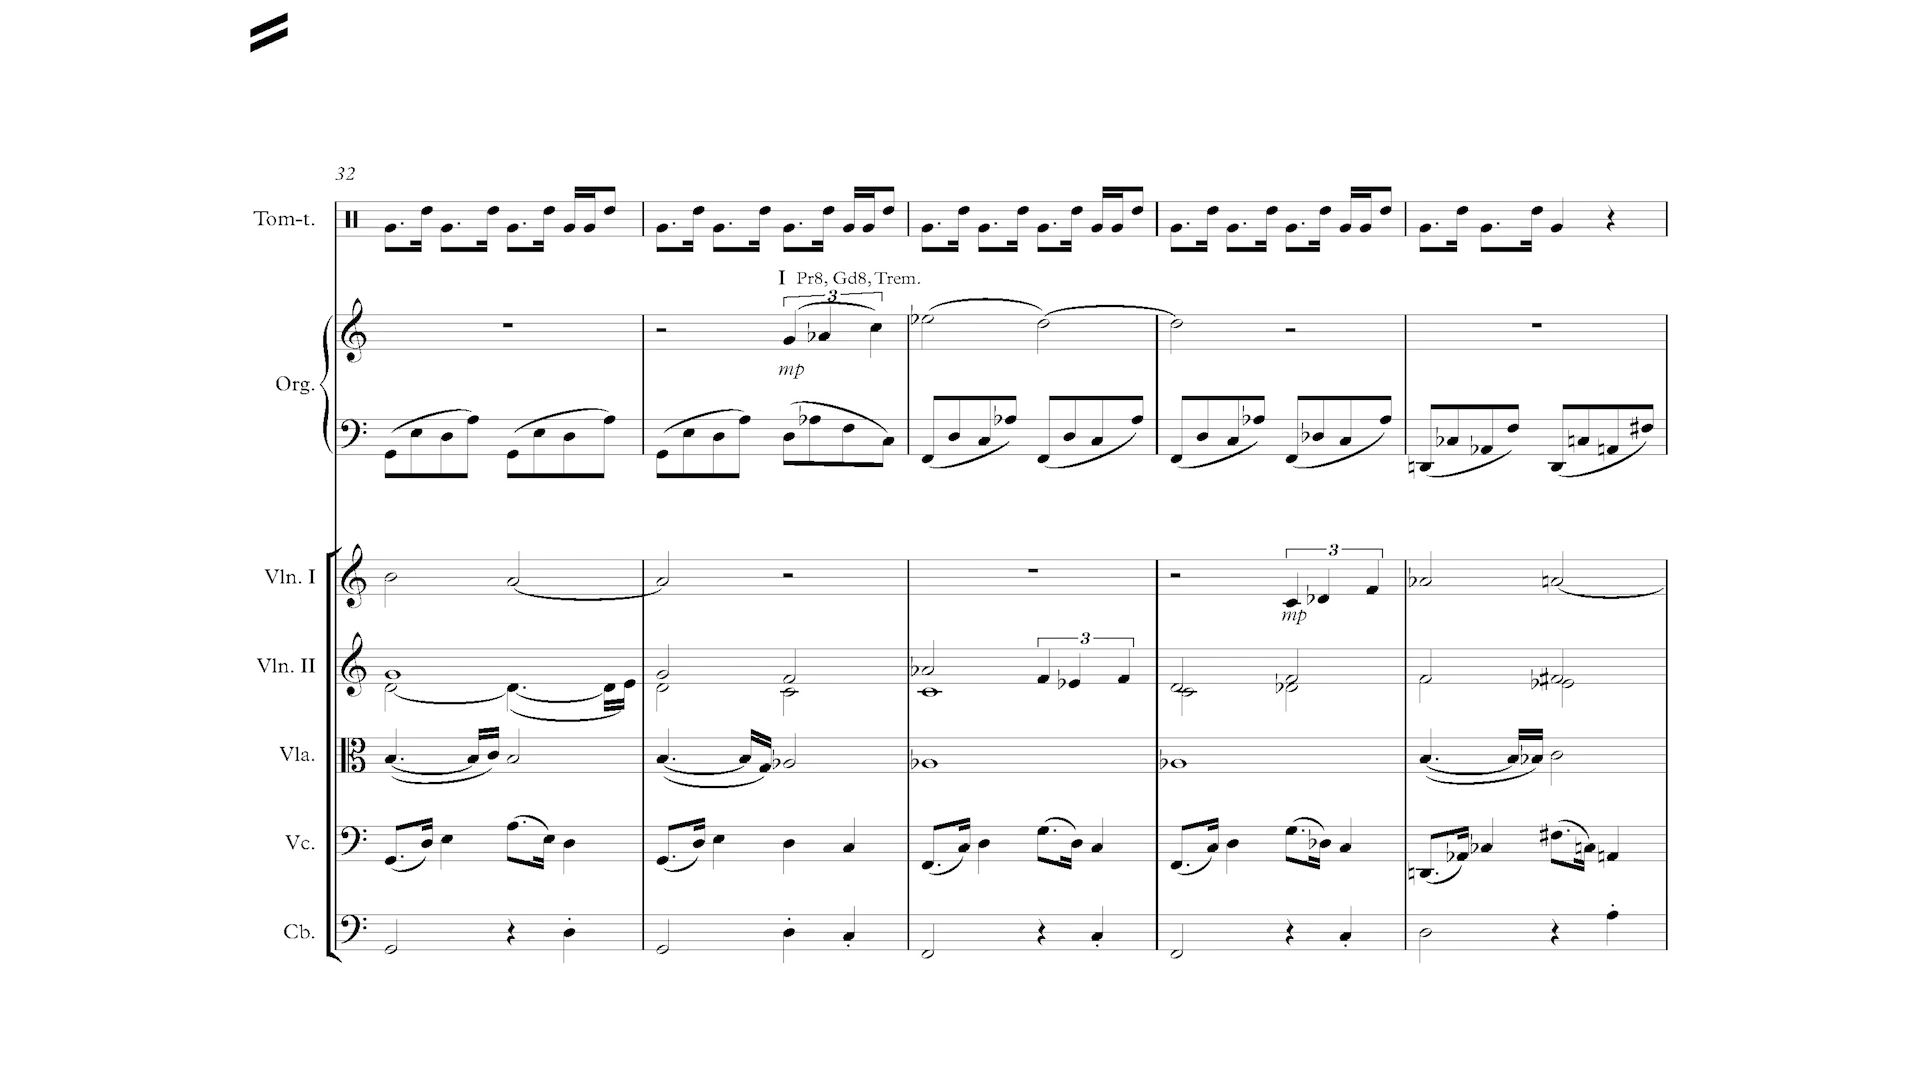 32
Tom-t.
I Pr8, Gd8, Trem.
3
mp
Org.
3
Vln. I
mp
3
Vln. II
Vla.
Vc.
Cb.